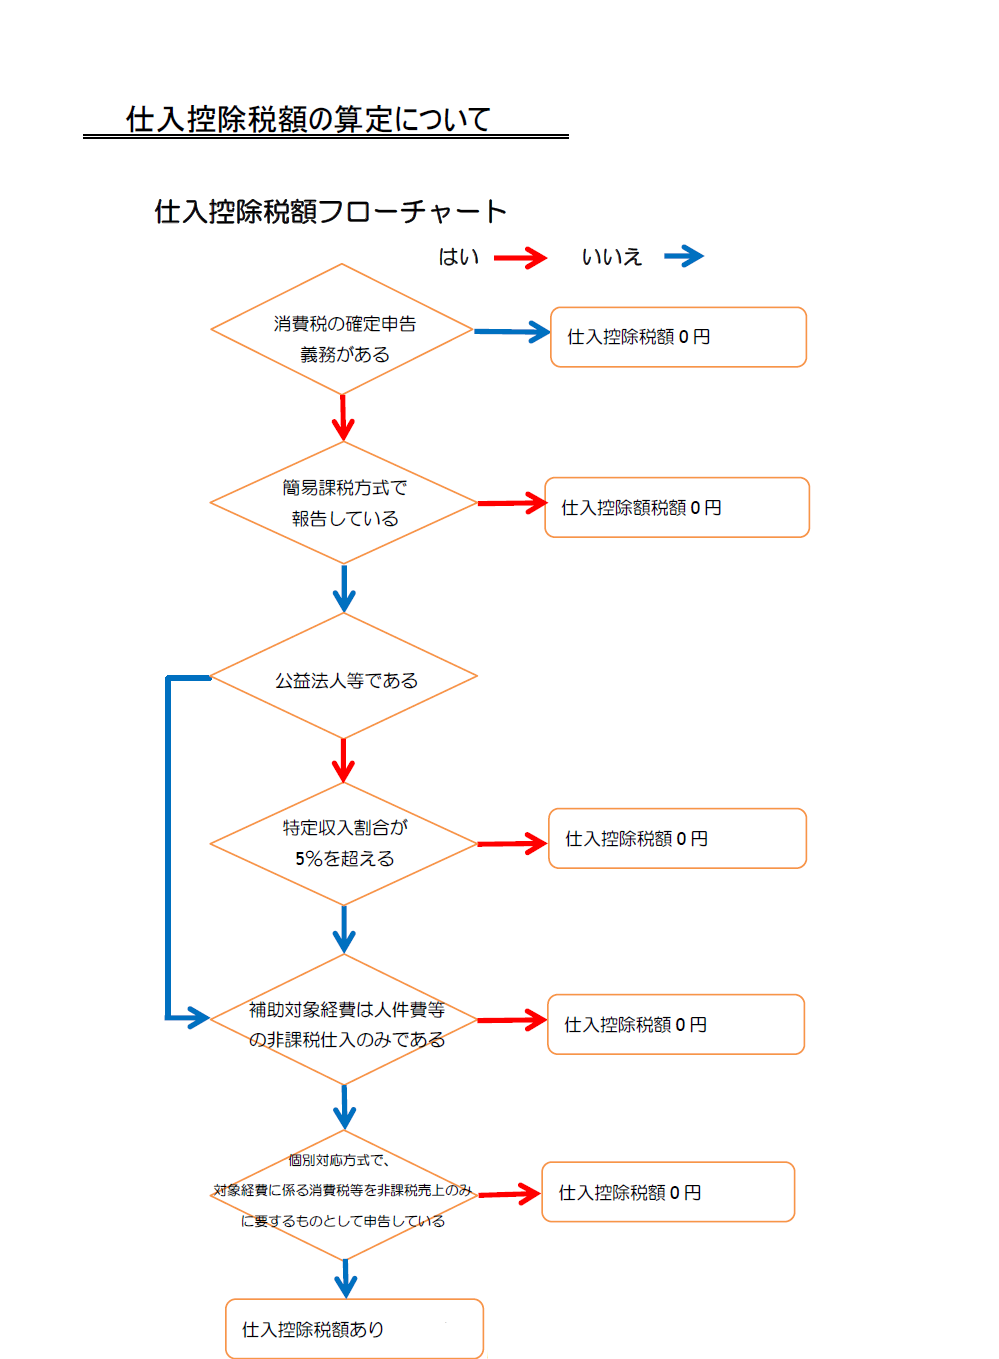 仕入控除税額の算定について
仕入控除税額フローチャート
はい
いいえ
消費税の確定申告
義務がある
仕入控除税額０円
簡易課税方式で
報告している
仕入控除額税額０円
公益法人等である
特定収入割合が
5％を超える
仕入控除税額０円
補助対象経費は人件費等
の非課税仕入のみである
仕入控除税額０円
個別対応方式で、
対象経費に係る消費税等を非課税売上のみ
に要するものとして申告している
仕入控除税額０円
仕入控除税額あり